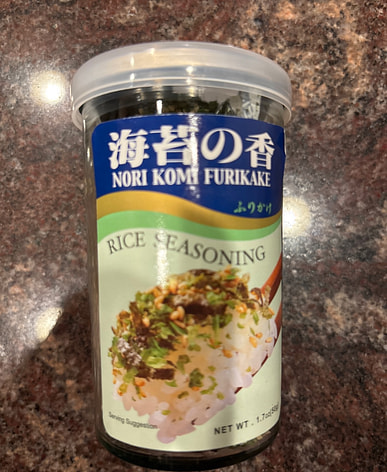 海苔の香
NORI KOMI FURIKAKE
ふりかけ
RICE SEASONING
Serving Suggestion
NET WT. 1.7oz(50g)